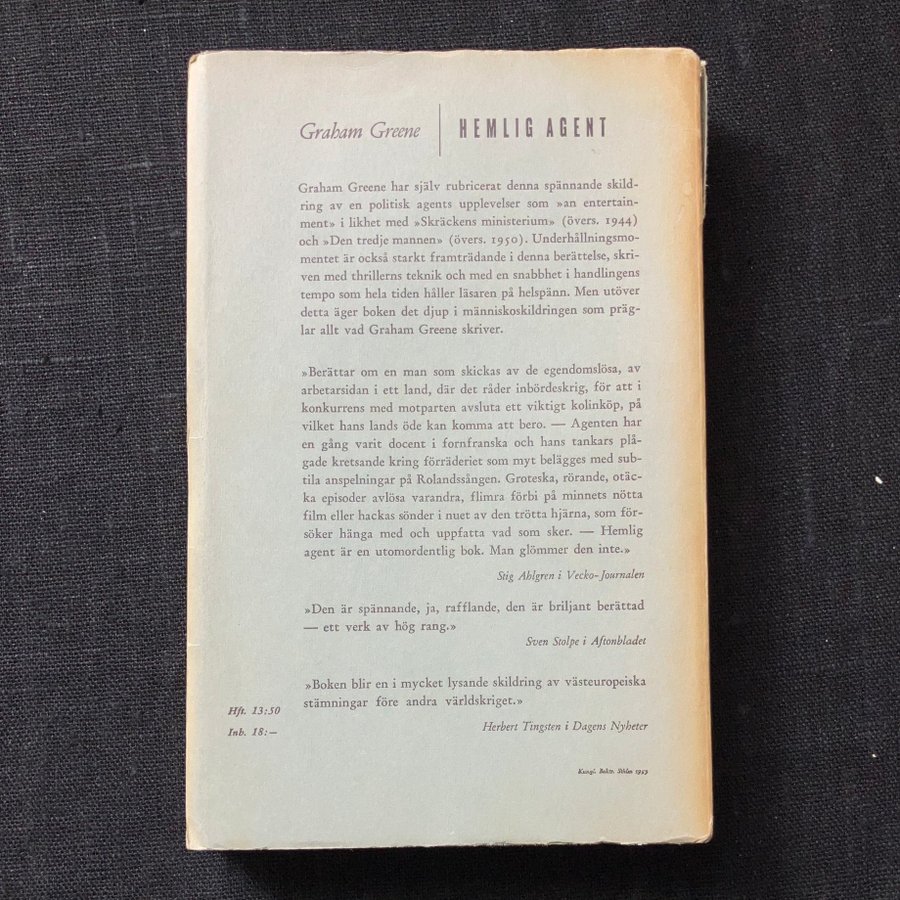 Graham Greene | HEMLIG AGENT
Graham Greene har själv rubricerat denna spännande skild-
ring av en politisk agents upplevelser som »an entertain-
ment» i likhet med »Skräckens ministerium» (övers. 1944)
och »Den tredje mannen» (övers. 1950). Underhållningsmo-
mentet är också starkt framträdande i denna berättelse, skri-
ven med thrillerns teknik och med en snabbhet i handlingens
tempo som hela tiden håller läsaren på helspänn. Men utöver
detta äger boken det djup i människoskildringen som präg-
lar allt vad Graham Greene skriver.
»Berättar om en man som skickas av de egendomslösa, av
arbetarsidan i ett land, där det råder inbördeskrig, för att i
konkurrens med motparten avsluta ett viktigt kolinköp, på
vilket hans lands öde kan komma att bero. — Agenten har
en gång varit docent i fornfranska och hans tankars plå-
gade kretsande kring förräderiet som myt belägges med sub-
tila anspelningar på Rolandssången. Groteska, rörande, otäc-
ka episoder avlösa varandra, flimra förbi på minnets nötta
film eller hackas sönder i nuet av den trötta hjärna, som för-
söker hänga med och uppfatta vad som sker. — Hemlig
agent är en utomordentlig bok. Man glömmer den inte.»
Stig Ahlgren i Vecko-Journalen
»Den är spännande, ja, rafflande, den är briljant berättad
— ett verk av hög rang.»
Sven Stolpe i Aftonbladet
»Boken blir en i mycket lysande skildring av västeuropeiska
stämningar före andra världskriget.»
Herbert Tingsten i Dagens Nyheter
Hft. 13:50
Inb. 18:—
Kungl. Boktr. Sthlm 1953